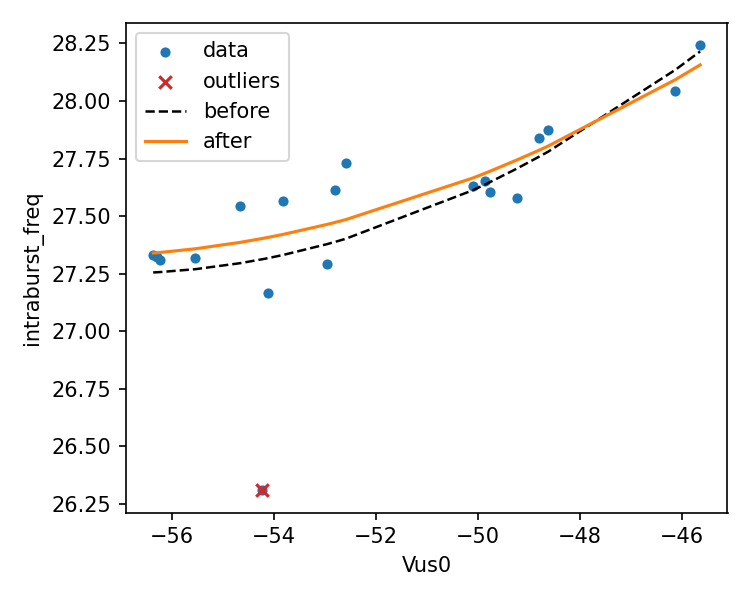 data
outliers
before
after
28.25
28.00
27.75
27.50
27.25
27.00
26.75
26.50
26.25
intraburst_freq
−56
−54
−52
−50
−48
−46
Vus0